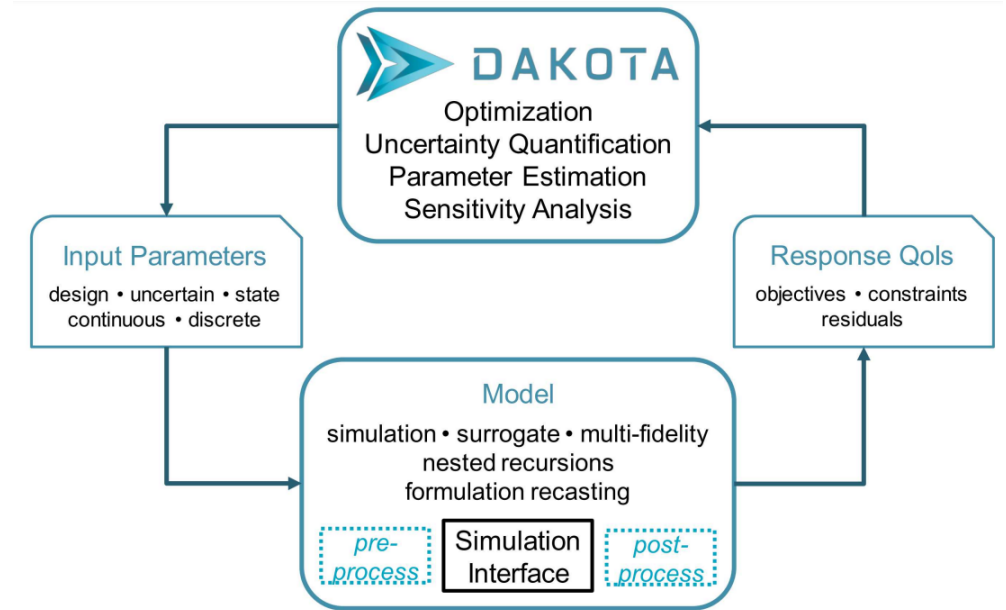 DAKOTA
Optimization
Uncertainty Quantification
Parameter Estimation
Sensitivity Analysis
Input Parameters
design • uncertain • state
continuous • discrete
Response QoIs
objectives • constraints
residuals
Model
simulation • surrogate • multi-fidelity
nested recursions
formulation recasting
pre-
process
Simulation
Interface
post-
process